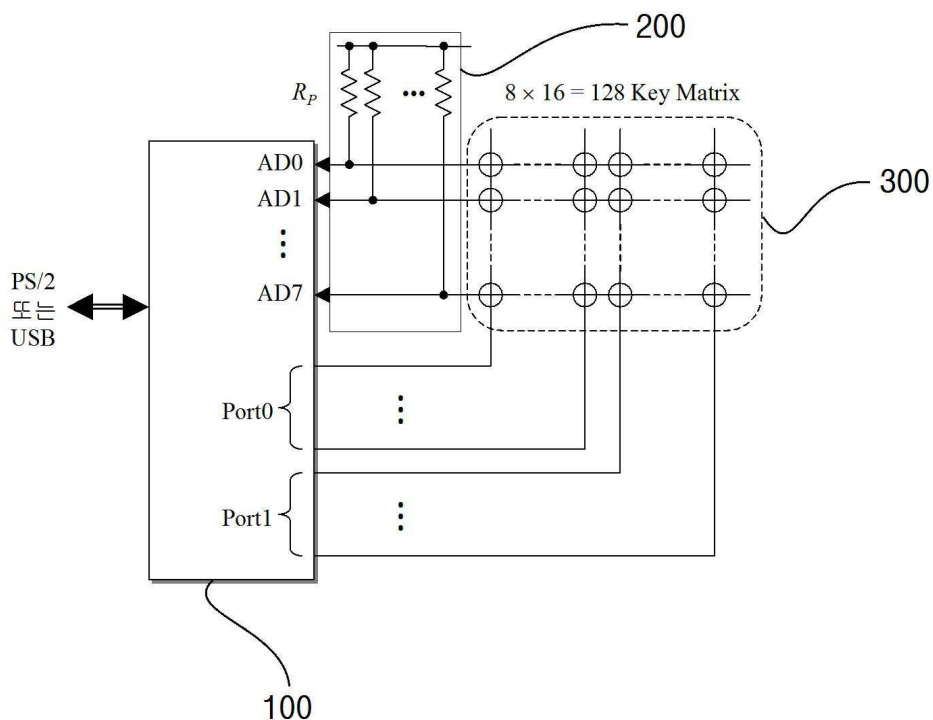 200
R_P
8 × 16 = 128 Key Matrix
AD0
AD1
300
AD7
PS/2
또는
USB
Port0
Port1
100